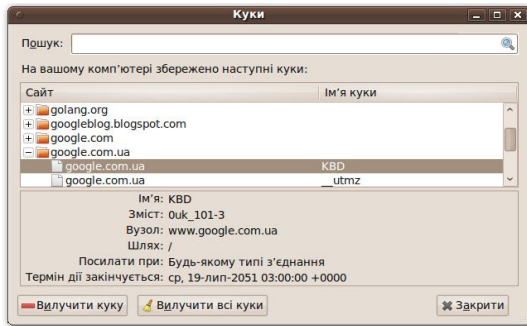 Куки
Пошук:
На вашому комп'ютері збережено наступні куки:
Сайт Ім'я куки
golang.org
googleblog.blogspot.com
google.com
google.com.ua
google.com.ua KBD
google.com.ua __utmz
Ім'я: KBD
Зміст: 0uk_101-3
Вузол: www.google.com.ua
Шлях: /
Посилати при: Будь-якому типі з'єднання
Термін дії закінчується: ср, 19-лип-2051 03:00:00 +0000
Вилучити куку Вилучити всі куки Закрити